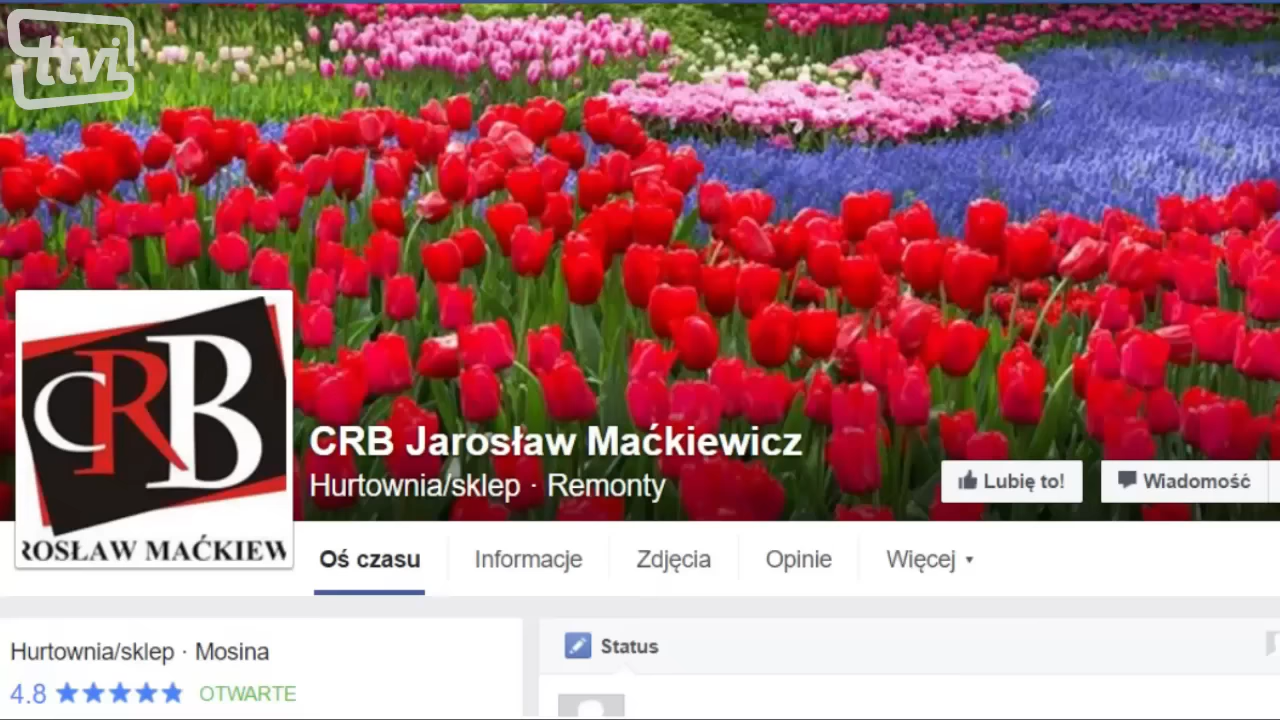 ttvi
CRB
ROSŁAW MAĆKIEW
CRB Jarosław Maćkiewicz
Hurtownia/sklep · Remonty
Lubię to!
Wiadomość
Oś czasu
Informacje
Zdjęcia
Opinie
Więcej
Hurtownia/sklep · Mosina
4.8
OTWARTE
Status